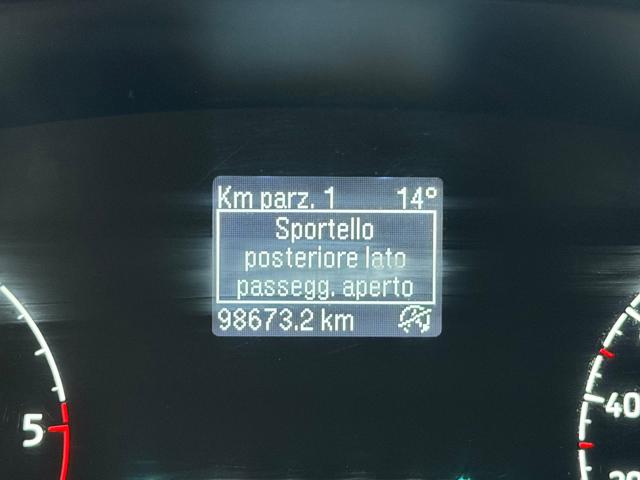 Km parz. 1 14°
Sportello
posteriore lato
passegg. aperto
98673.2 km
5
40